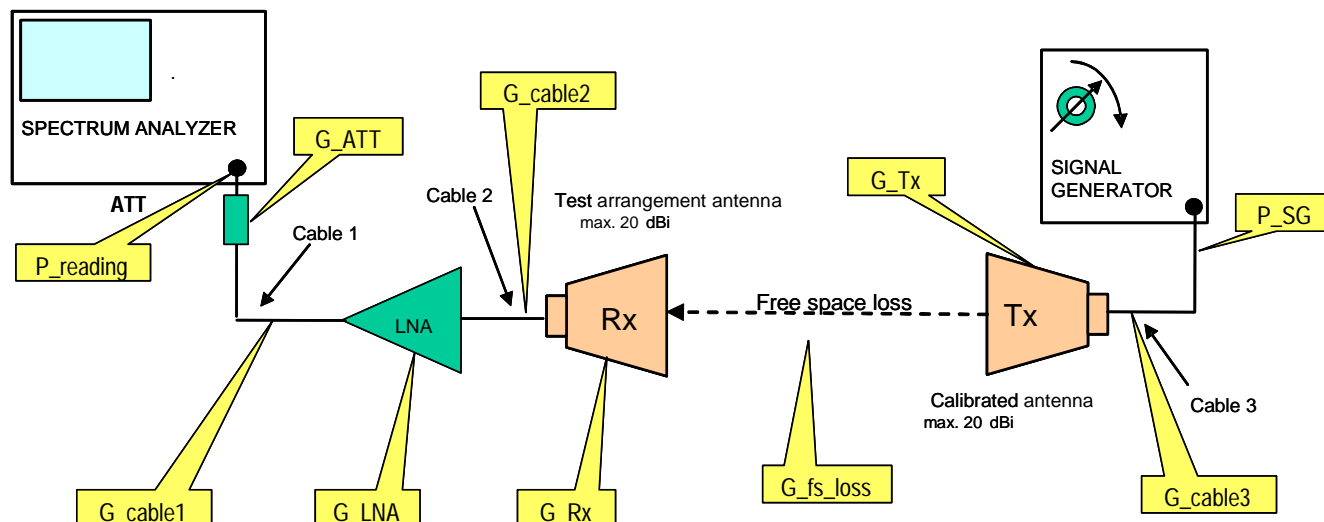 SPECTRUM ANALYZER
G_ATT
ATT
P_reading
Cable 1
G_cable2
Cable 2
Test arrangement antenna
max. 20 dBi
G_Tx
SIGNAL
GENERATOR
P_SG
LNA
Rx
Free space loss
Tx
Calibrated antenna
max. 20 dBi
Cable 3
G_cable1
G_LNA
G_Rx
G_fs_loss
G_cable3